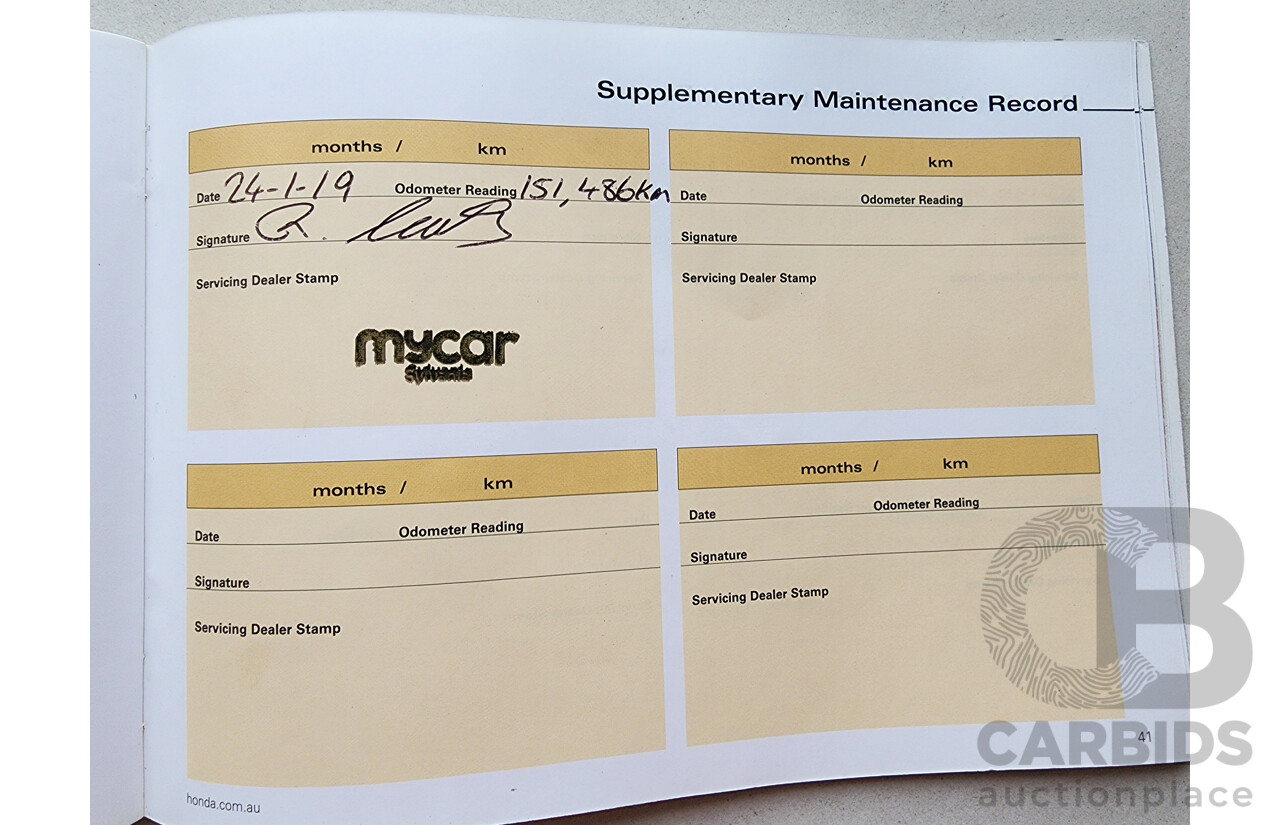 Supplementary Maintenance Record
months / km
Date 24-1-19 Odometer Reading 151,486km
Signature
Servicing Dealer Stamp
mycar
Sylvania
months / km
Date Odometer Reading
Signature
Servicing Dealer Stamp
months / km
Date Odometer Reading
Signature
Servicing Dealer Stamp
months / km
Date Odometer Reading
Signature
Servicing Dealer Stamp
41
honda.com.au
CB
CARBIDS
auctionplace